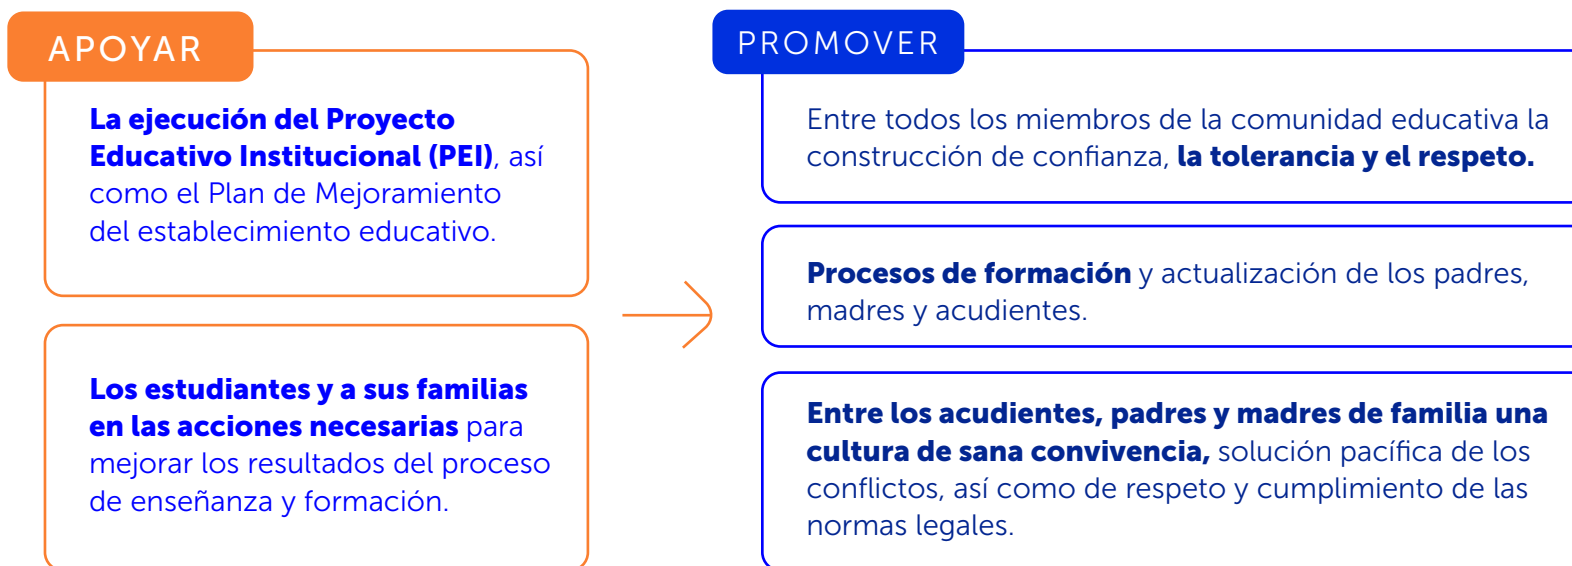 APOYAR
La ejecución del Proyecto
Educativo Institucional (PEI), así
como el Plan de Mejoramiento
del establecimiento educativo.
Los estudiantes y a sus familias
en las acciones necesarias para
mejorar los resultados del proceso
de enseñanza y formación.
PROMOVER
Entre todos los miembros de la comunidad educativa la
construcción de confianza, la tolerancia y el respeto.
Procesos de formación y actualización de los padres,
madres y acudientes.
Entre los acudientes, padres y madres de familia una
cultura de sana convivencia, solución pacífica de los
conflictos, así como de respeto y cumplimiento de las
normas legales.